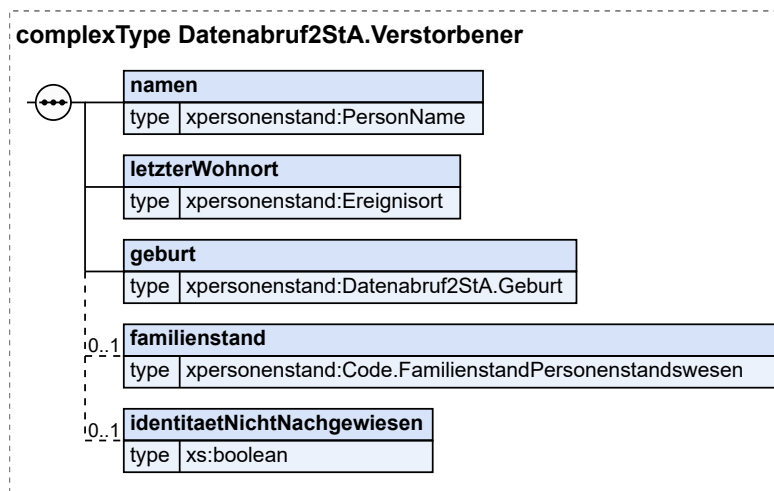 complexType Datenabruf2StA.Verstorbener
namen
type xpersonenstand:PersonName
letzterWohnort
type xpersonenstand:Ereignisort
geburt
type xpersonenstand:Datenabruf2StA.Geburt
0..1
familienstand
type xpersonenstand:Code.FamilienstandPersonenstandswesen
0..1
identitaetNichtNachgewiesen
type xs:boolean